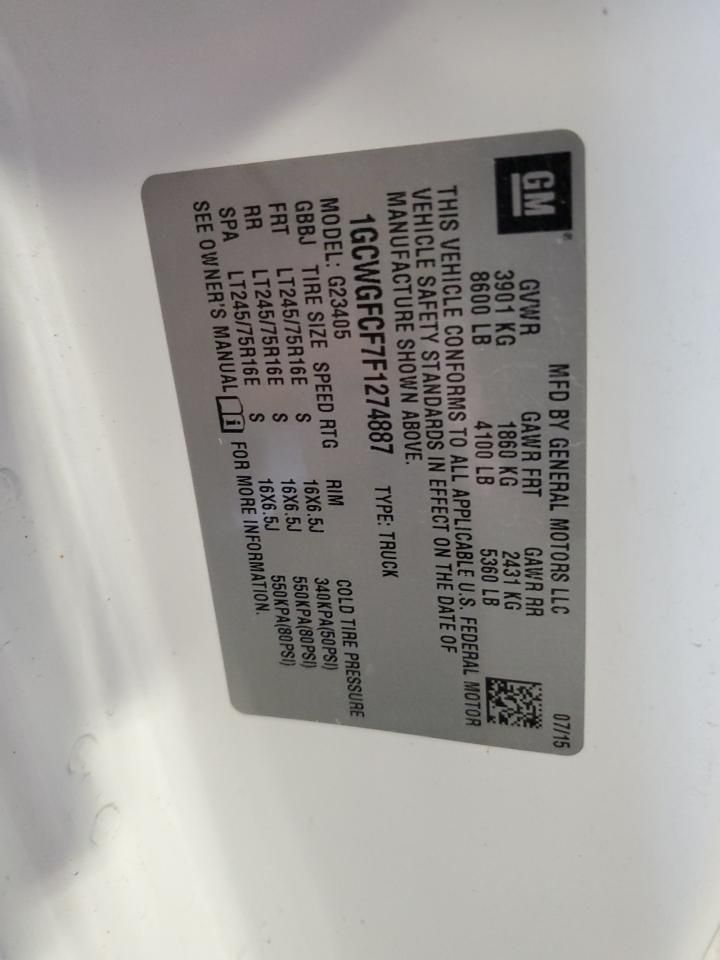 GM®
MFD BY GENERAL MOTORS LLC 07/15
GVWR GAWR FRT GAWR RR
3901 KG 1860 KG 2431 KG
8600 LB 4100 LB 5360 LB
THIS VEHICLE CONFORMS TO ALL APPLICABLE U.S. FEDERAL MOTOR
VEHICLE SAFETY STANDARDS IN EFFECT ON THE DATE OF
MANUFACTURE SHOWN ABOVE.
1GCWGFCF7F1274887 TYPE: TRUCK
MODEL: G23405
GBBJ TIRE SIZE SPEED RTG RIM COLD TIRE PRESSURE
FRT LT245/75R16E S 16X6.5J 340KPA(50PSI)
RR LT245/75R16E S 16X6.5J 550KPA(80PSI)
SPA LT245/75R16E S 16X6.5J 550KPA(80PSI)
SEE OWNER'S MANUAL FOR MORE INFORMATION.